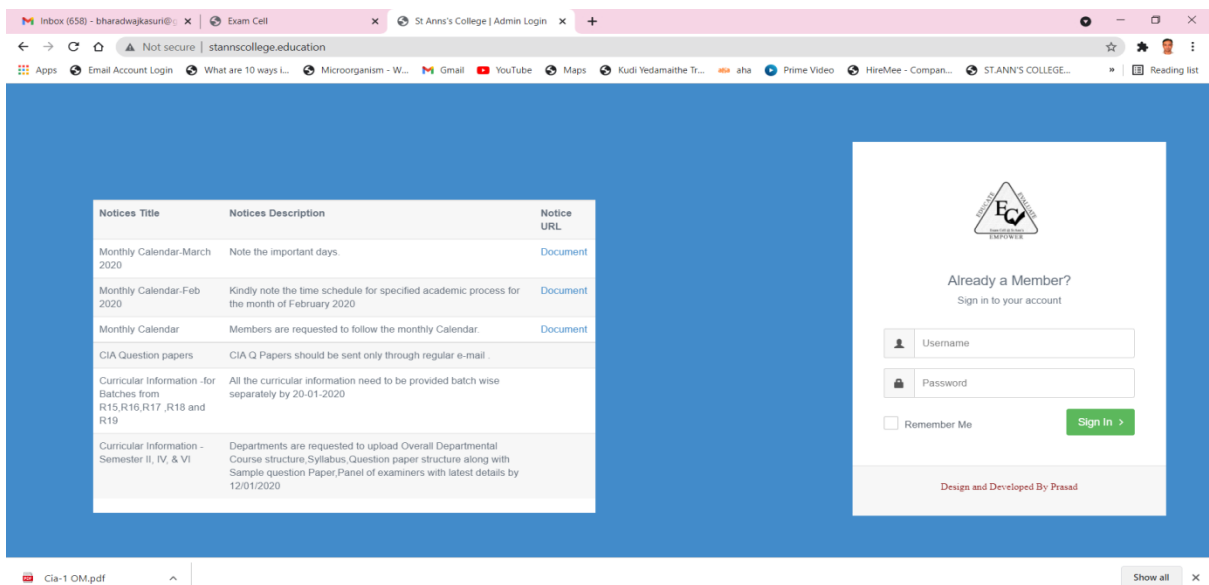 Inbox (658) - bharadwajkasuri@g
Exam Cell
St Anns's College | Admin Login
Not secure | stannscollege.education
Apps
Email Account Login
What are 10 ways i...
Microorganism - W...
Gmail
YouTube
Maps
Kudi Yedamaithe Tr...
aha
Prime Video
HireMee - Compan...
ST.ANN'S COLLEGE...
»
Reading list
Notices Title Notices Description Notice
URL
Monthly Calendar-March Note the important days. Document
2020
Monthly Calendar-Feb Kindly note the time schedule for specified academic process for Document
2020 the month of February 2020
Monthly Calendar Members are requested to follow the monthly Calendar. Document
CIA Question papers CIA Q Papers should be sent only through regular e-mail .
Curricular Information -for All the curricular information need to be provided batch wise
Batches from separately by 20-01-2020
R15,R16,R17 ,R18 and
R19
Curricular Information - Departments are requested to upload Overall Departmental
Semester II, IV, & VI Course structure,Syllabus,Question paper structure along with
Sample question Paper,Panel of examiners with latest details by
12/01/2020
EDUCATE
EVALUATE
EC
EMPOWER
Already a Member?
Sign in to your account
Username
Password
Remember Me
Sign In >
Design and Developed By Prasad
PDF
Cia-1 OM.pdf
Show all